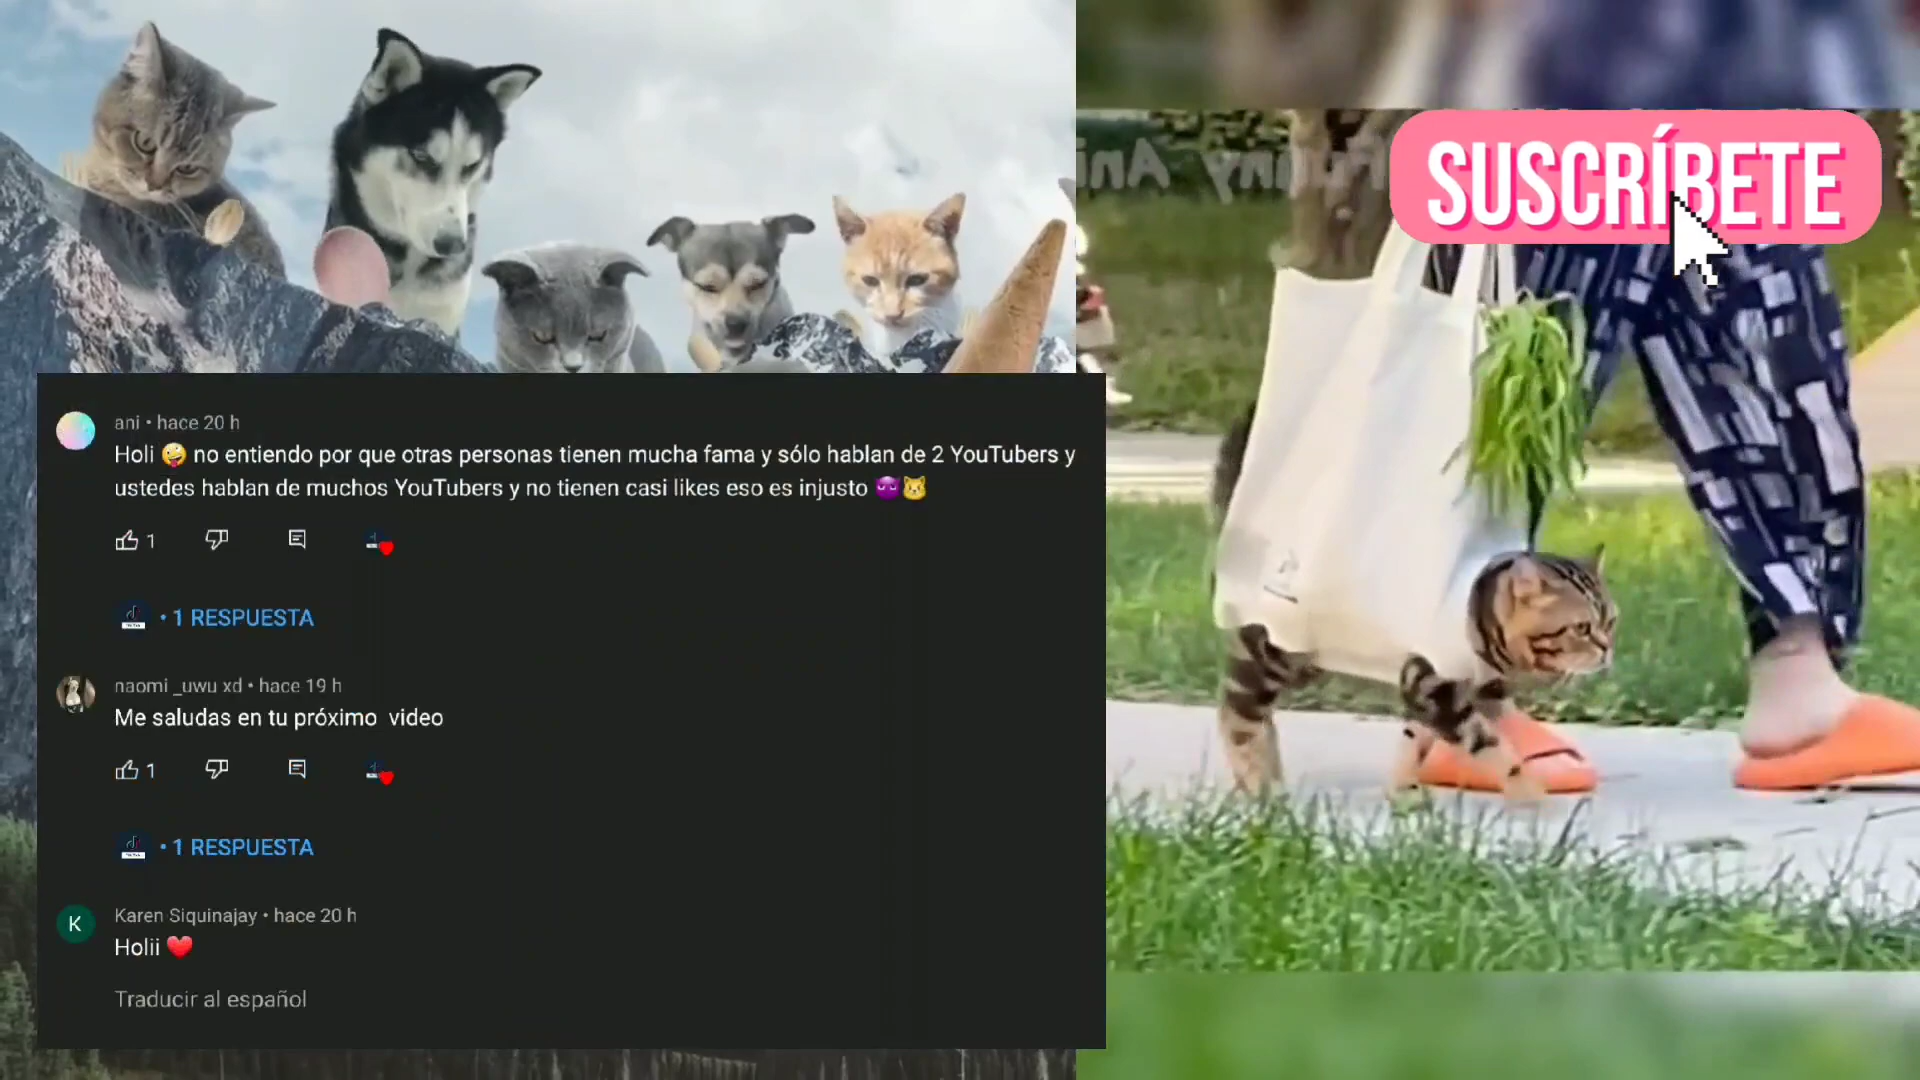 ani • hace 20 h
Holi 🤪 no entiendo por que otras personas tienen mucha fama y sólo hablan de 2 YouTubers y
ustedes hablan de muchos YouTubers y no tienen casi likes eso es injusto 😈😼
1
• 1 RESPUESTA
naomi _uwu xd • hace 19 h
Me saludas en tu próximo  video
1
• 1 RESPUESTA
K
Karen Siquinajay • hace 20 h
Holii ❤️
Traducir al español
SUSCRÍBETE